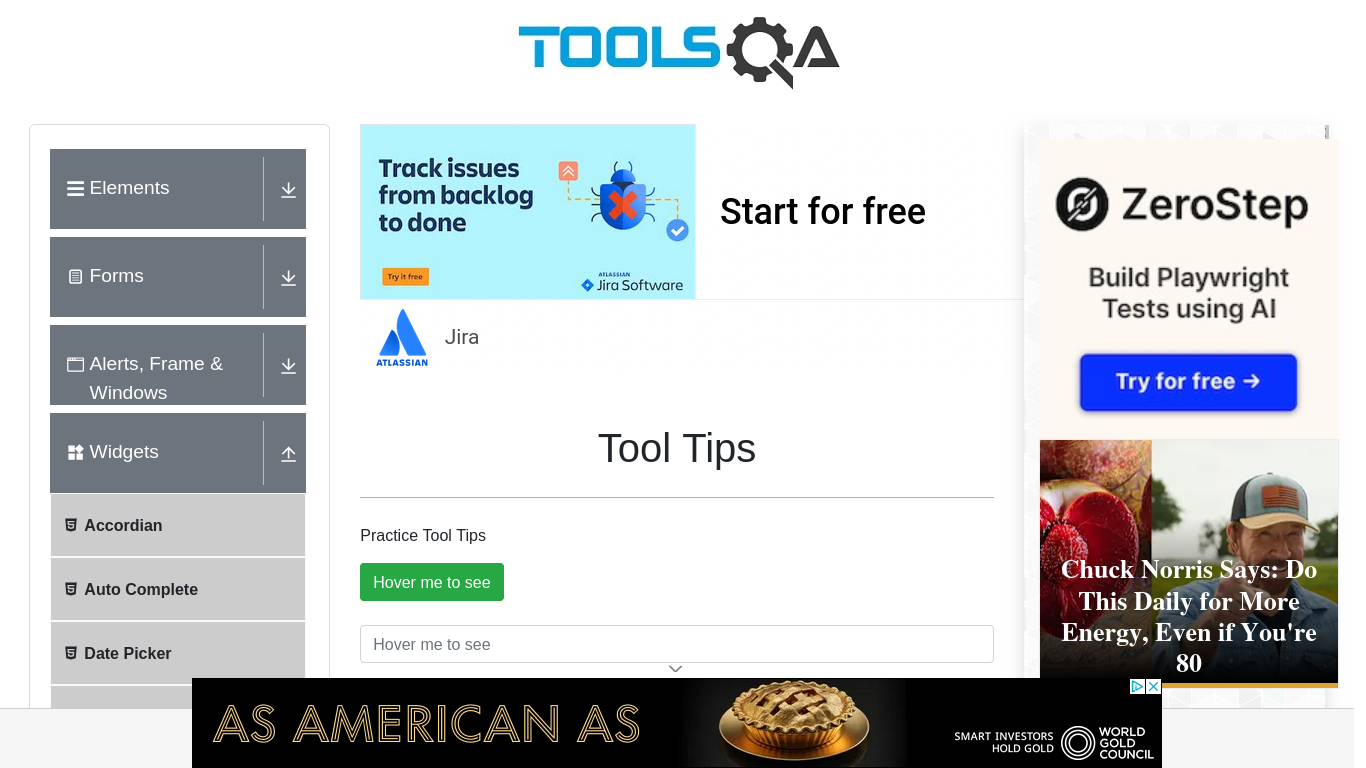 TOOLSQA
Elements
Forms
Alerts, Frame &
Windows
Widgets
Accordian
Auto Complete
Date Picker
Track issues
from backlog
to done
Try it free
ATLASSIAN
Jira Software
Start for free
ATLASSIAN
Jira
Tool Tips
Practice Tool Tips
Hover me to see
Hover me to see
ZeroStep
Build Playwright
Tests using AI
Try for free →
Chuck Norris Says: Do
This Daily for More
Energy, Even if You're
80
AS AMERICAN AS
SMART INVESTORS
HOLD GOLD
WORLD
GOLD
COUNCIL